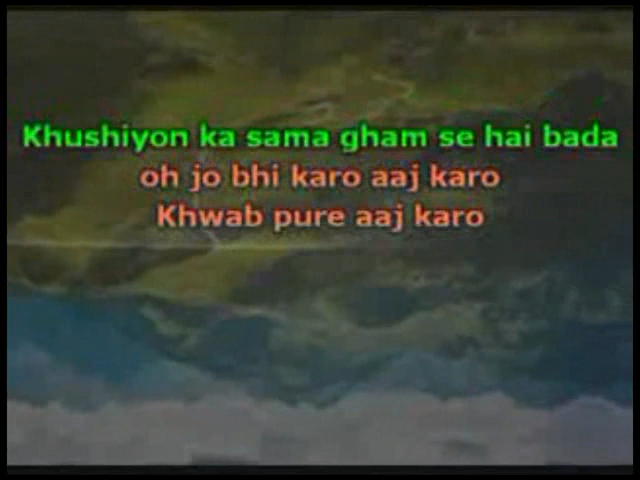 Khushiyon ka sama gham se hai bada
oh jo bhi karo aaj karo
Khwab pure aaj karo